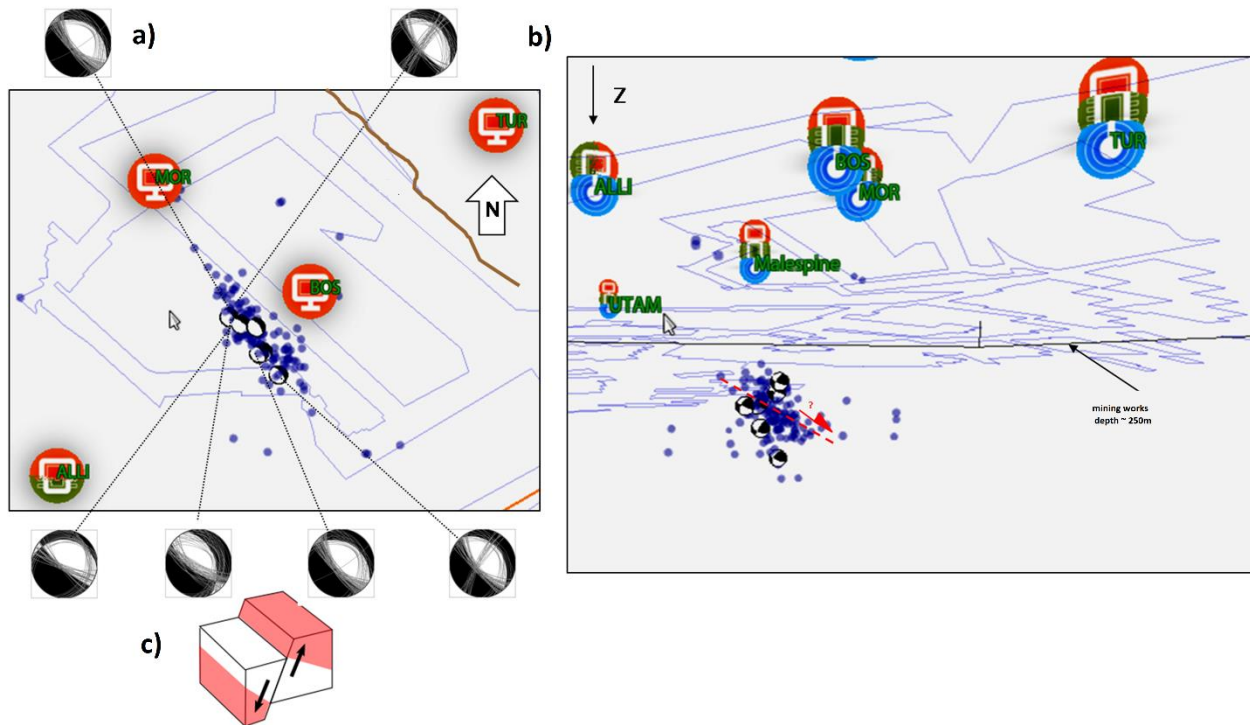 a)
b)
MOR
TUR
N
BOS
ALLI
Z
ALLI
BOS
MOR
TUR
Malespine
UTAM
?
mining works
depth ~ 250m
c)